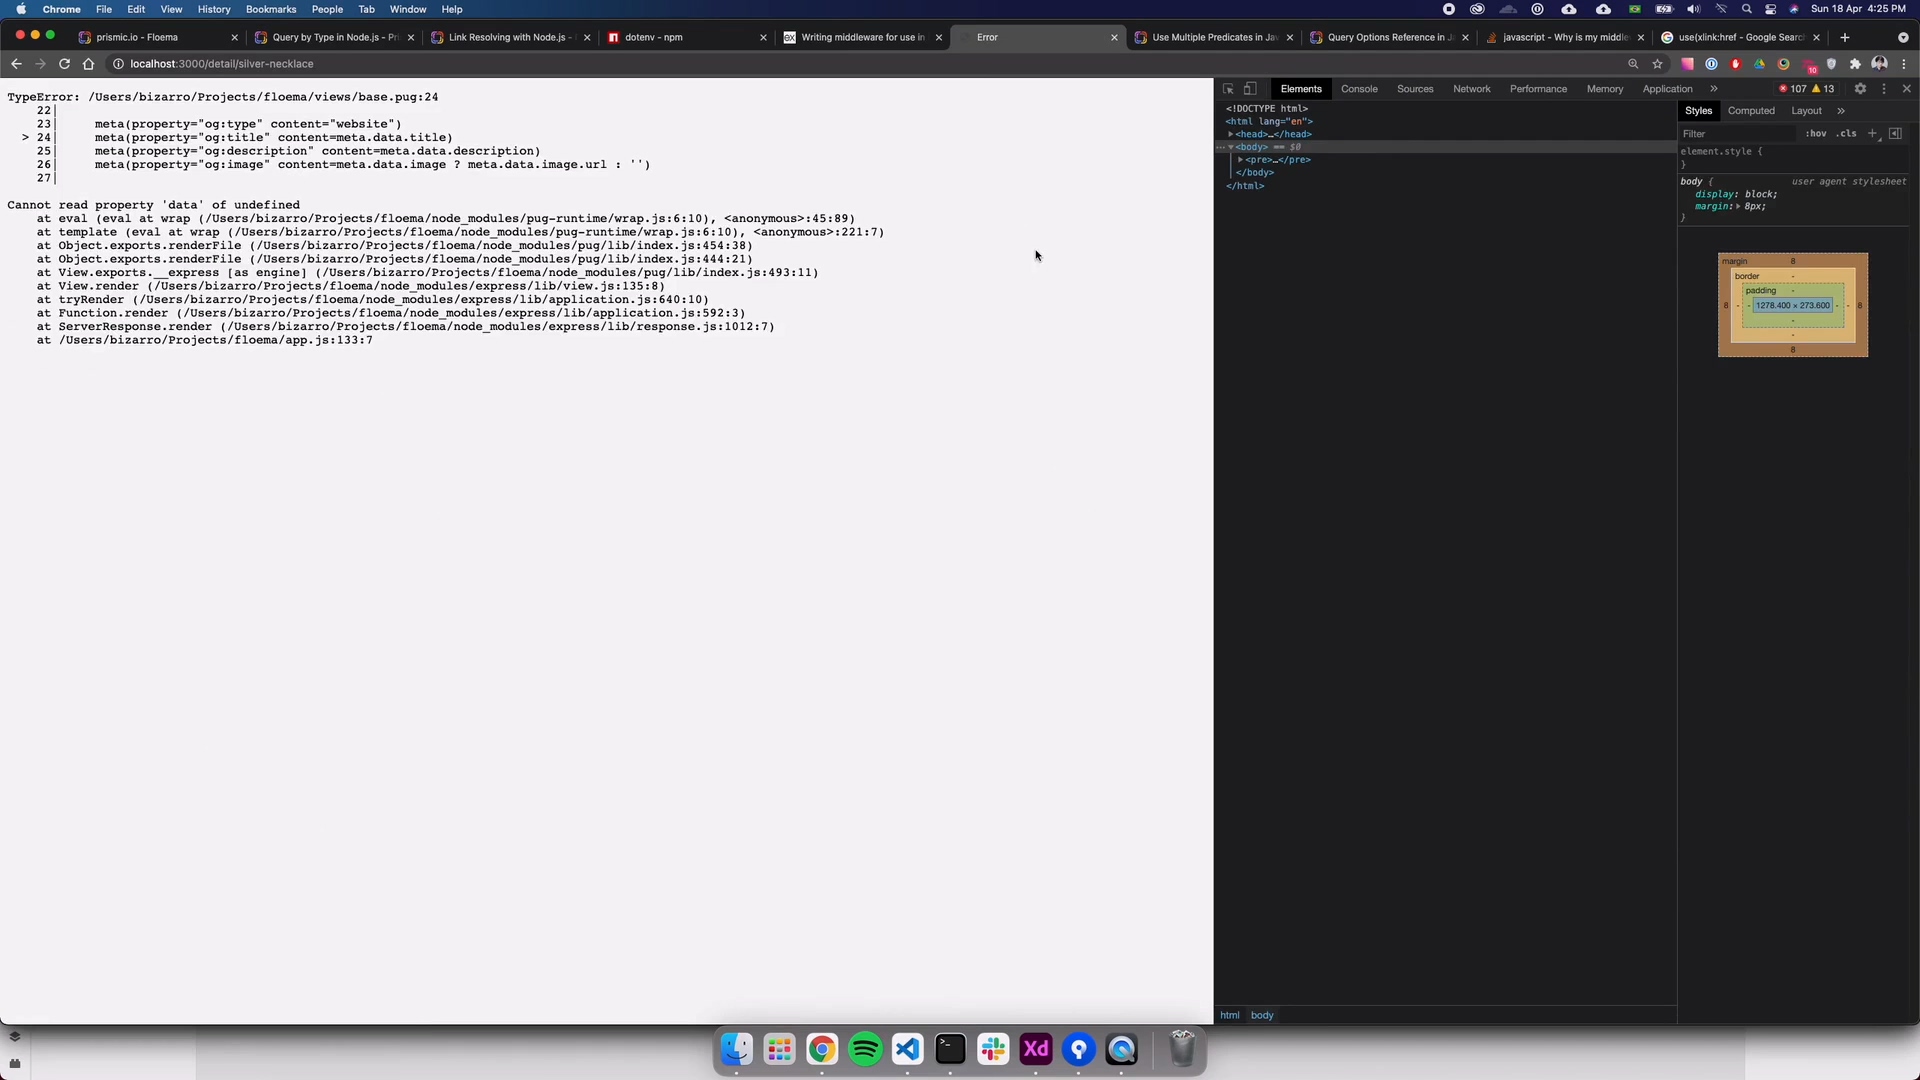 Chrome File Edit View History Bookmarks People Tab Window Help Sun 18 Apr 4:25 PM
prismic.io - Floema
Query by Type in Node.js - Pri
Link Resolving with Node.js -
dotenv - npm
Writing middleware for use in
Error
Use Multiple Predicates in Jav
Query Options Reference in J
javascript - Why is my middle
use(xlink:href - Google Search
localhost:3000/detail/silver-necklace
10
TypeError: /Users/bizarro/Projects/floema/views/base.pug:24
22|
23| meta(property="og:type" content="website")
> 24| meta(property="og:title" content=meta.data.title)
25| meta(property="og:description" content=meta.data.description)
26| meta(property="og:image" content=meta.data.image ? meta.data.image.url : '')
27|
Cannot read property 'data' of undefined
at eval (eval at wrap (/Users/bizarro/Projects/floema/node_modules/pug-runtime/wrap.js:6:10), <anonymous>:45:89)
at template (eval at wrap (/Users/bizarro/Projects/floema/node_modules/pug-runtime/wrap.js:6:10), <anonymous>:221:7)
at Object.exports.renderFile (/Users/bizarro/Projects/floema/node_modules/pug/lib/index.js:454:38)
at Object.exports.renderFile (/Users/bizarro/Projects/floema/node_modules/pug/lib/index.js:444:21)
at View.exports.__express [as engine] (/Users/bizarro/Projects/floema/node_modules/pug/lib/index.js:493:11)
at View.render (/Users/bizarro/Projects/floema/node_modules/express/lib/view.js:135:8)
at tryRender (/Users/bizarro/Projects/floema/node_modules/express/lib/application.js:640:10)
at Function.render (/Users/bizarro/Projects/floema/node_modules/express/lib/application.js:592:3)
at ServerResponse.render (/Users/bizarro/Projects/floema/node_modules/express/lib/response.js:1012:7)
at /Users/bizarro/Projects/floema/app.js:133:7
Elements Console Sources Network Performance Memory Application » 107 13
<!DOCTYPE html>
<html lang="en">
<head>…</head>
… <body> == $0
<pre>…</pre>
</body>
</html>
html body
Styles Computed Layout »
Filter :hov .cls +
element.style {
}
body { user agent stylesheet
display: block;
margin: 8px;
}
margin 8
border -
padding -
8 - - 1278.400 × 273.600 - - 8
-
-
8
Xd